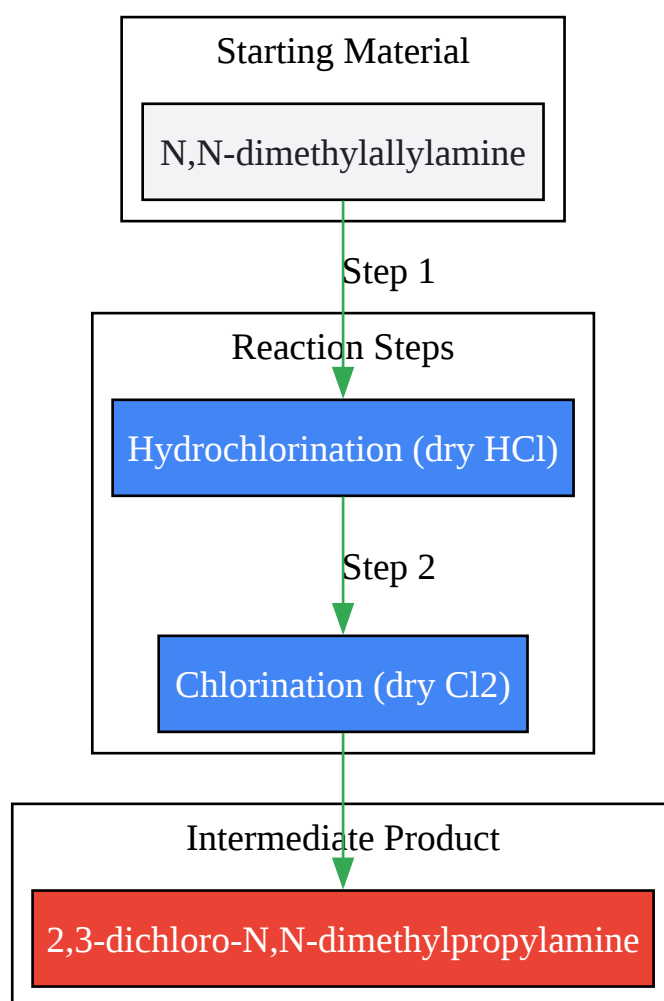 Starting Material
N,N-dimethylallylamine
Step 1
Reaction Steps
Hydrochlorination (dry HCl)
Step 2
Chlorination (dry Cl2)
Intermediate Product
2,3-dichloro-N,N-dimethylpropylamine